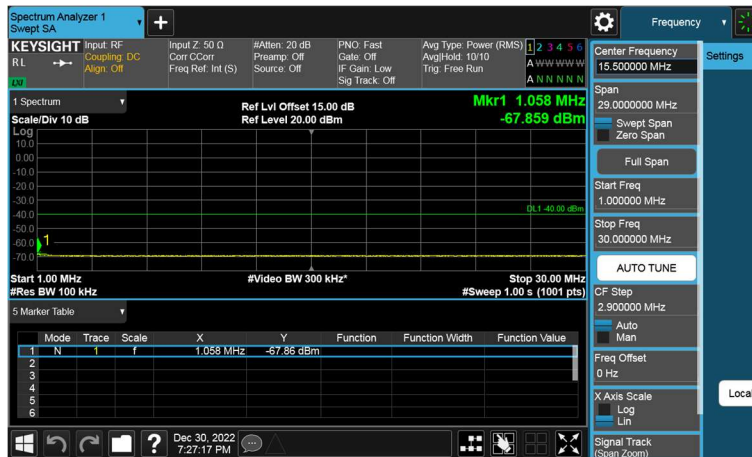 Spectrum Analyzer 1
Swept SA
Frequency
KEYSIGHT
RL
LXI
Input: RF
Coupling: DC
Align: Off
Input Z: 50 Ω
Corr CCorr
Freq Ref: Int (S)
#Atten: 20 dB
Preamp: Off
Source: Off
PNO: Fast
Gate: Off
IF Gain: Low
Sig Track: Off
Avg Type: Power (RMS)
Avg|Hold: 10/10
Trig: Free Run
1 2 3 4 5 6
A W W W W W
A N N N N N
1 Spectrum
Scale/Div 10 dB
Ref Lvl Offset 15.00 dB
Ref Level 20.00 dBm
Mkr1 1.058 MHz
-67.859 dBm
Log
10.0
0.00
-10.0
-20.0
-30.0
-40.0
-50.0
-60.0
-70.0
DL1 -40.00 dBm
1
Start 1.00 MHz
#Video BW 300 kHz*
Stop 30.00 MHz
#Res BW 100 kHz
#Sweep 1.00 s (1001 pts)
5 Marker Table
Mode Trace Scale X Y Function Function Width Function Value
1 N 1 f 1.058 MHz -67.86 dBm
2
3
4
5
6
Dec 30, 2022
7:27:17 PM
?
Center Frequency
15.500000 MHz
Settings
Span
29.0000000 MHz
Swept Span
Zero Span
Full Span
Start Freq
1.000000 MHz
Stop Freq
30.000000 MHz
AUTO TUNE
CF Step
2.900000 MHz
Auto
Man
Freq Offset
0 Hz
X Axis Scale
Log
Lin
Local
Signal Track
(Span Zoom)